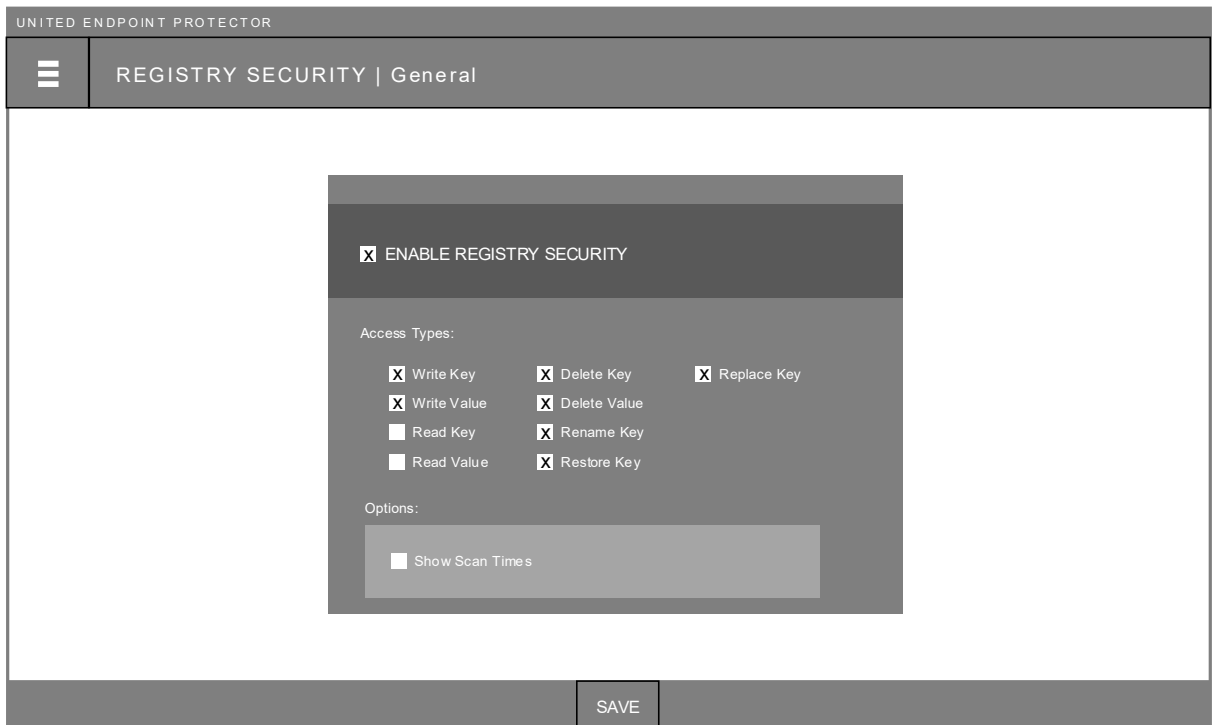 UNITED ENDPOINT PROTECTOR
REGISTRY SECURITY | General
X ENABLE REGISTRY SECURITY
Access Types:
X Write Key X Delete Key X Replace Key
X Write Value X Delete Value
Read Key X Rename Key
Read Value X Restore Key
Options:
Show Scan Times
SAVE